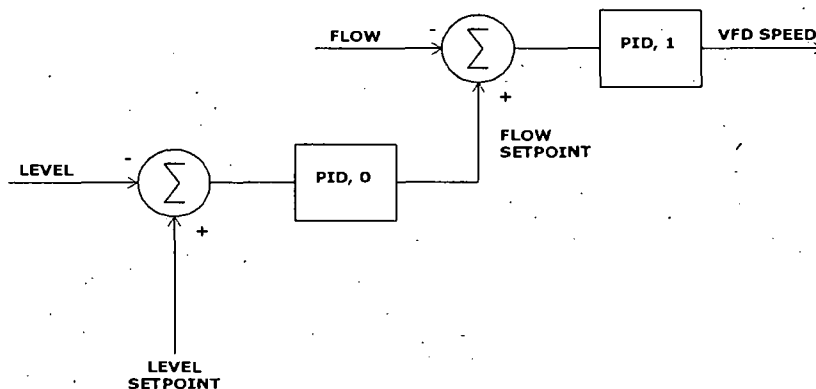 FLOW
-
Σ
+
PID, 1
VFD SPEED
FLOW
SETPOINT
LEVEL
-
Σ
+
PID, 0
LEVEL
SETPOINT